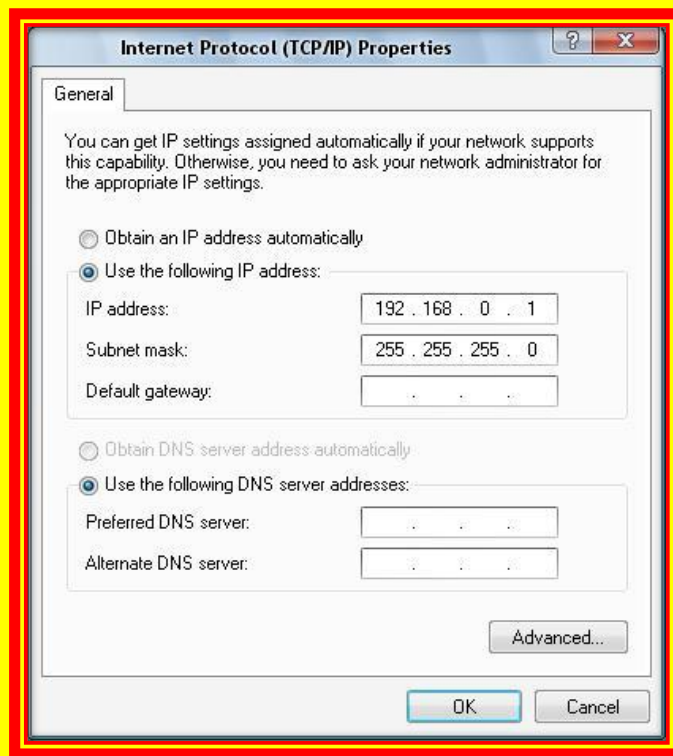 Internet Protocol (TCP/IP) Properties
?
General
You can get IP settings assigned automatically if your network supports
this capability. Otherwise, you need to ask your network administrator for
the appropriate IP settings.
Obtain an IP address automatically
Use the following IP address:
IP address: 192 . 168 . 0 . 1
Subnet mask: 255 . 255 . 255 . 0
Default gateway: . . .
Obtain DNS server address automatically
Use the following DNS server addresses:
Preferred DNS server: . . .
Alternate DNS server: . . .
Advanced...
OK Cancel